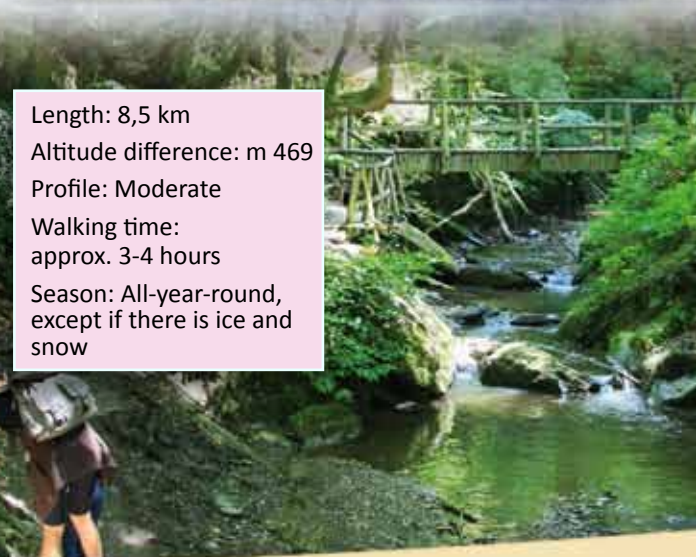 Length: 8,5 km
Altitude difference: m 469
Profile: Moderate
Walking time:
approx. 3-4 hours
Season: All-year-round,
except if there is ice and
snow